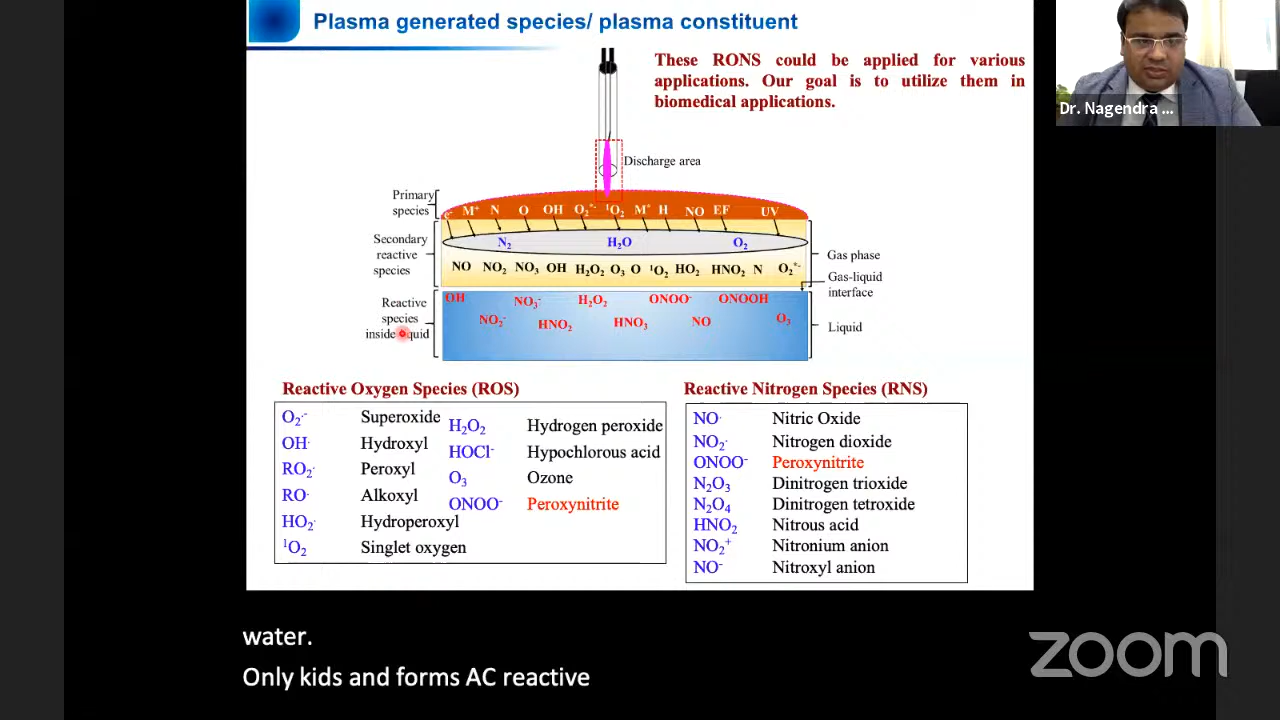 Plasma generated species/ plasma constituent
These RONS could be applied for various
applications. Our goal is to utilize them in
biomedical applications.
Dr. Nagendra ...
Discharge area
Primary
species
e⁻ M⁺ N O OH O₂*⁻ ¹O₂ M* H NO EF UV
Secondary
reactive
species
N₂ H₂O O₂
NO NO₂ NO₃ OH H₂O₂ O₃ O ¹O₂ HO₂ HNO₂ N O₂*⁻
Gas phase
Gas-liquid
interface
Reactive
species
inside liquid
OH NO₃⁻ H₂O₂ ONOO⁻ ONOOH
NO₂⁻ HNO₂ HNO₃ NO O₃
Liquid
Reactive Oxygen Species (ROS)
O₂·⁻ Superoxide
OH· Hydroxyl
RO₂· Peroxyl
RO· Alkoxyl
HO₂· Hydroperoxyl
¹O₂ Singlet oxygen
H₂O₂ Hydrogen peroxide
HOCl⁻ Hypochlorous acid
O₃ Ozone
ONOO⁻ Peroxynitrite
Reactive Nitrogen Species (RNS)
NO· Nitric Oxide
NO₂· Nitrogen dioxide
ONOO⁻ Peroxynitrite
N₂O₃ Dinitrogen trioxide
N₂O₄ Dinitrogen tetroxide
HNO₂ Nitrous acid
NO₂⁺ Nitronium anion
NO⁻ Nitroxyl anion
water.
Only kids and forms AC reactive
zoom